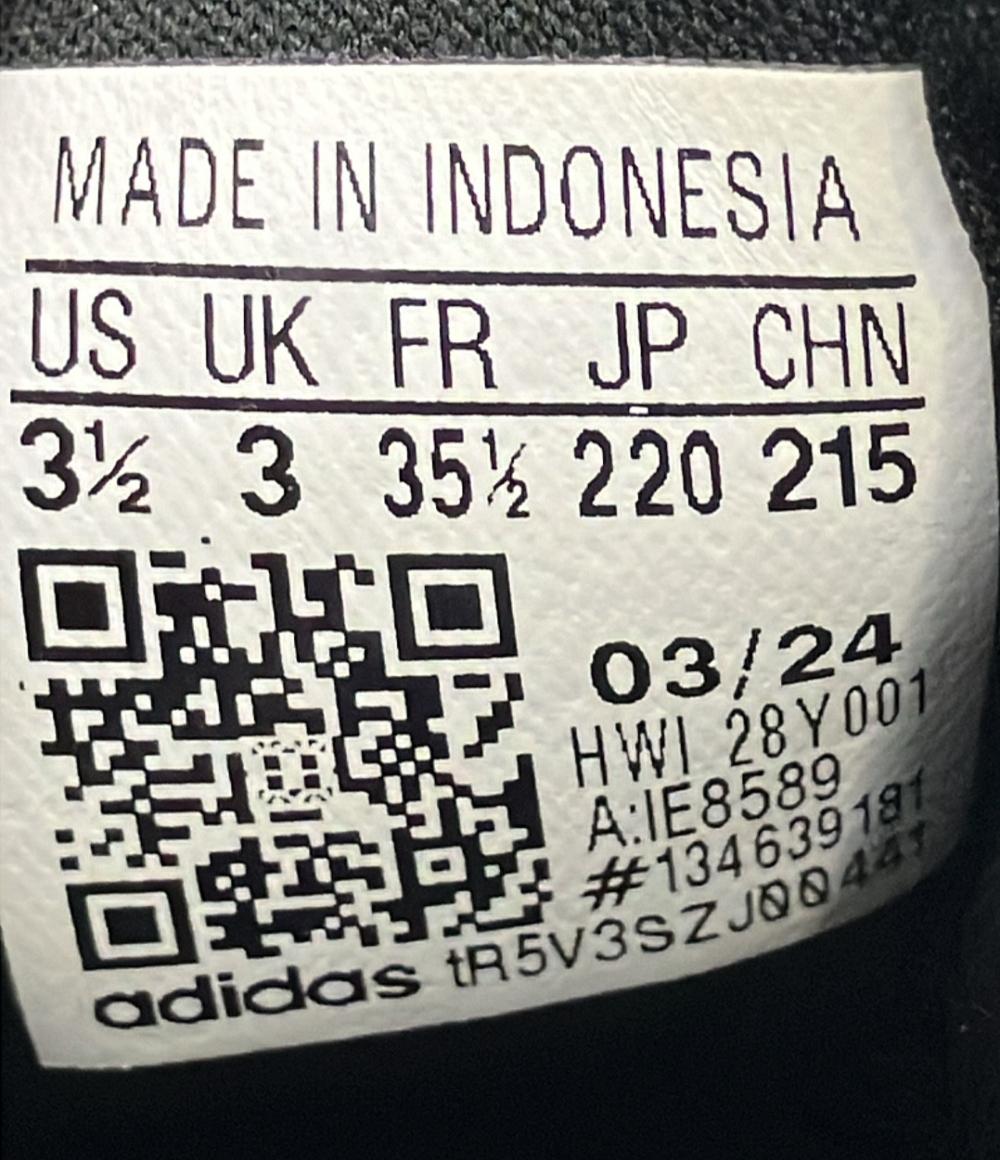 MADE IN INDONESIA
US UK FR JP CHN
3½ 3 35½ 220 215
03/24
HWI 28Y001
A:IE8589
#134639181
adidas tR5V3SZJ00441